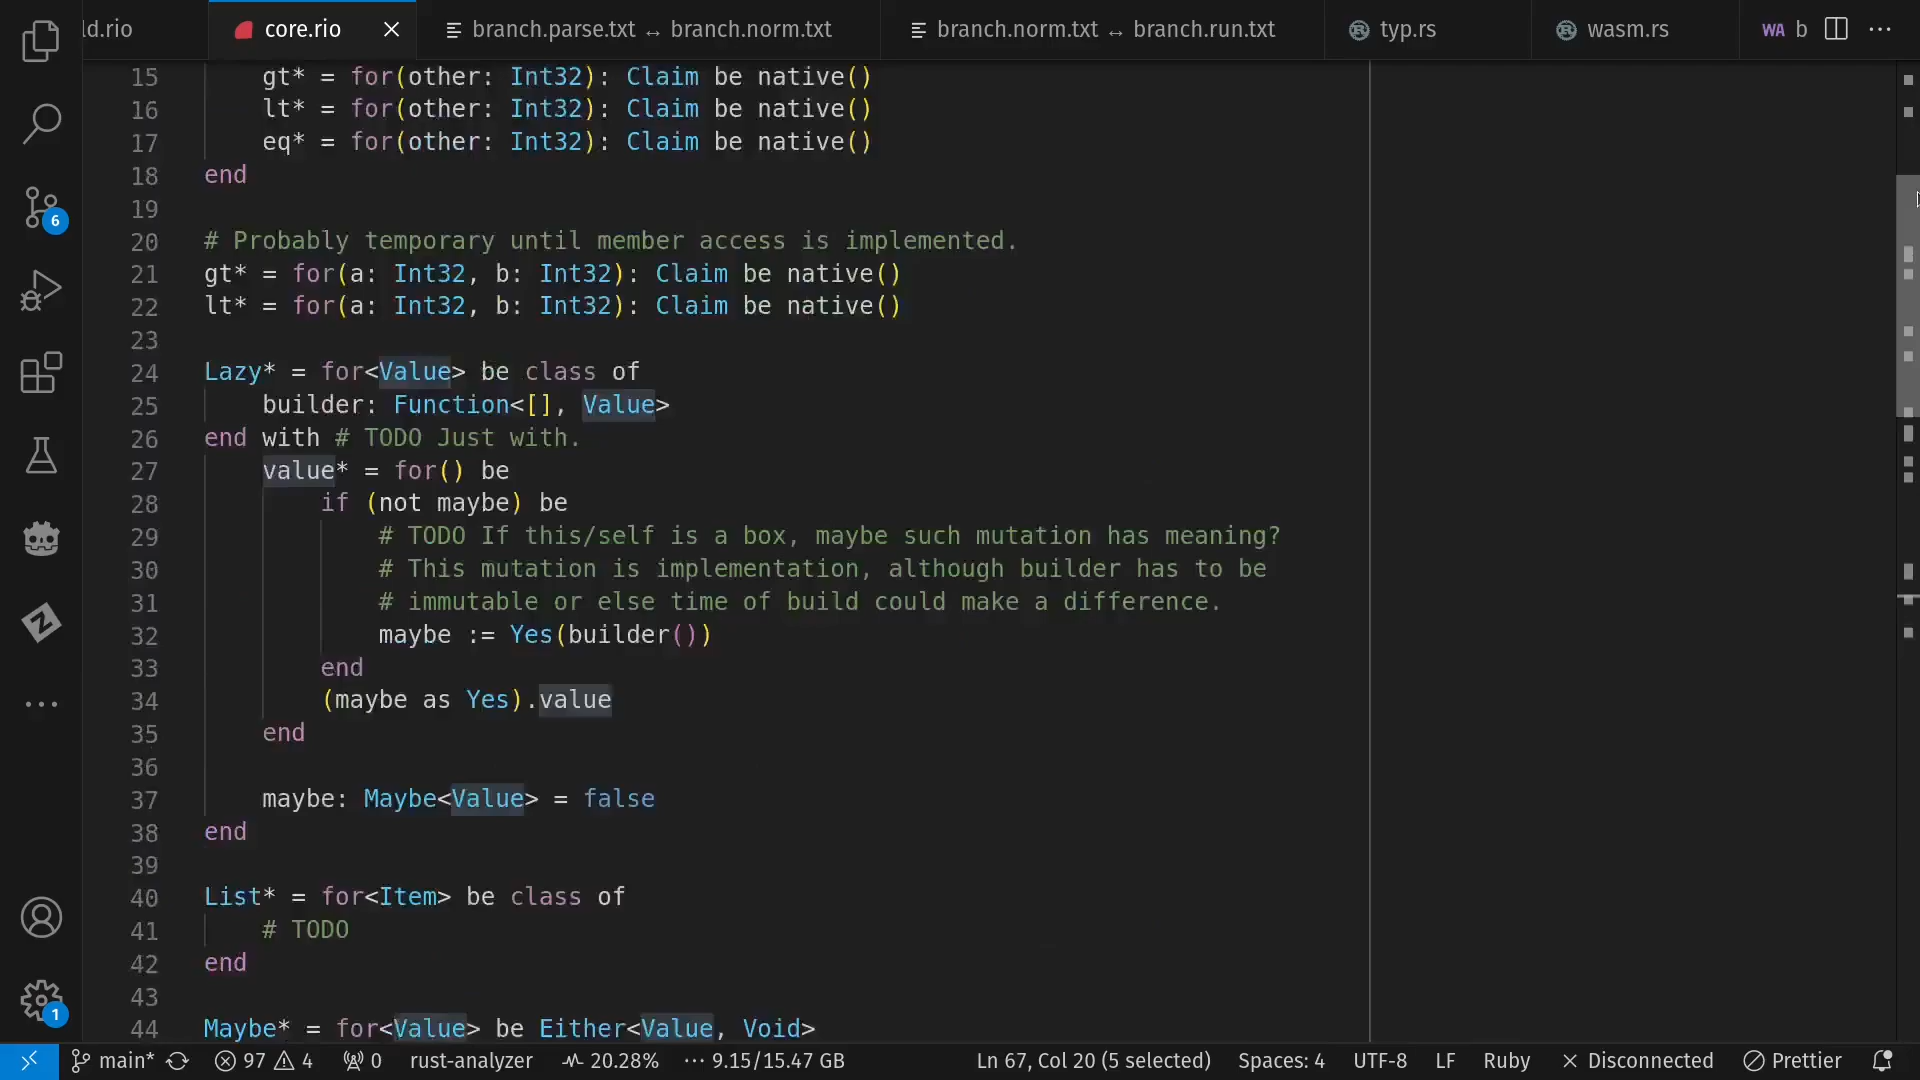 ld.rio core.rio branch.parse.txt ↔ branch.norm.txt branch.norm.txt ↔ branch.run.txt typ.rs wasm.rs WA b ···
15 gt* = for(other: Int32): Claim be native()
16 lt* = for(other: Int32): Claim be native()
17 eq* = for(other: Int32): Claim be native()
18 end
19
20 # Probably temporary until member access is implemented.
21 gt* = for(a: Int32, b: Int32): Claim be native()
22 lt* = for(a: Int32, b: Int32): Claim be native()
23
24 Lazy* = for<Value> be class of
25 builder: Function<[], Value>
26 end with # TODO Just with.
27 value* = for() be
28 if (not maybe) be
29 # TODO If this/self is a box, maybe such mutation has meaning?
30 # This mutation is implementation, although builder has to be
31 # immutable or else time of build could make a difference.
32 maybe := Yes(builder())
33 end
34 (maybe as Yes).value
35 end
36
37 maybe: Maybe<Value> = false
38 end
39
40 List* = for<Item> be class of
41 # TODO
42 end
43
44 Maybe* = for<Value> be Either<Value, Void>
6
1
main* 97 4 0 rust-analyzer 20.28% ··· 9.15/15.47 GB Ln 67, Col 20 (5 selected) Spaces: 4 UTF-8 LF Ruby Disconnected Prettier